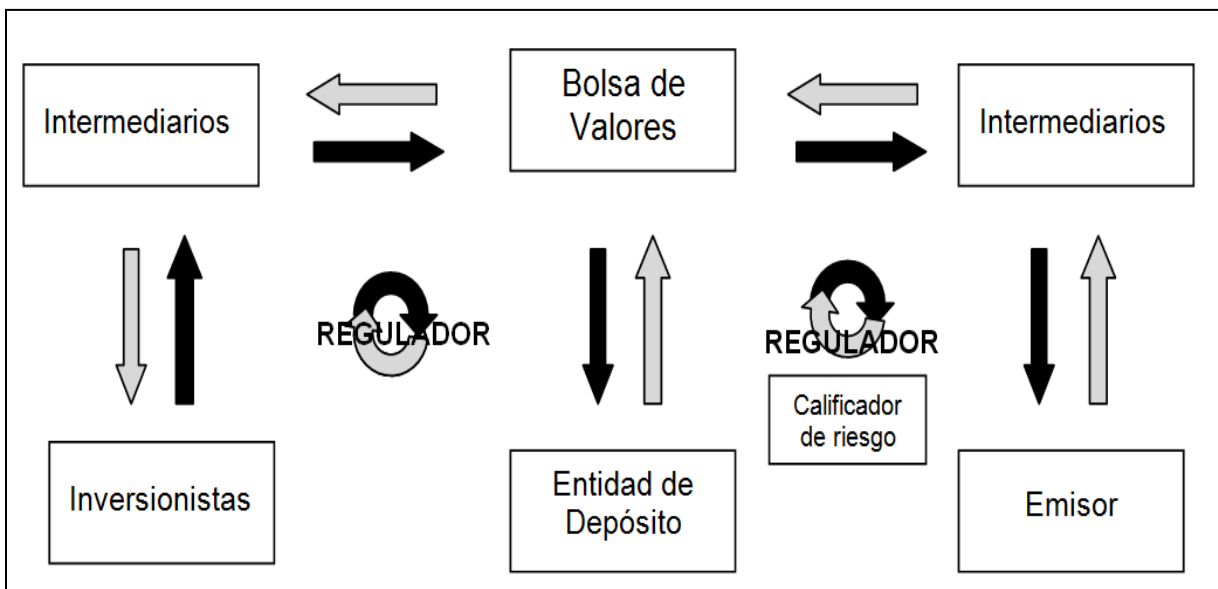 Intermediarios
Bolsa de
Valores
Intermediarios
REGULADOR
REGULADOR
Calificador
de riesgo
Inversionistas
Entidad de
Depósito
Emisor